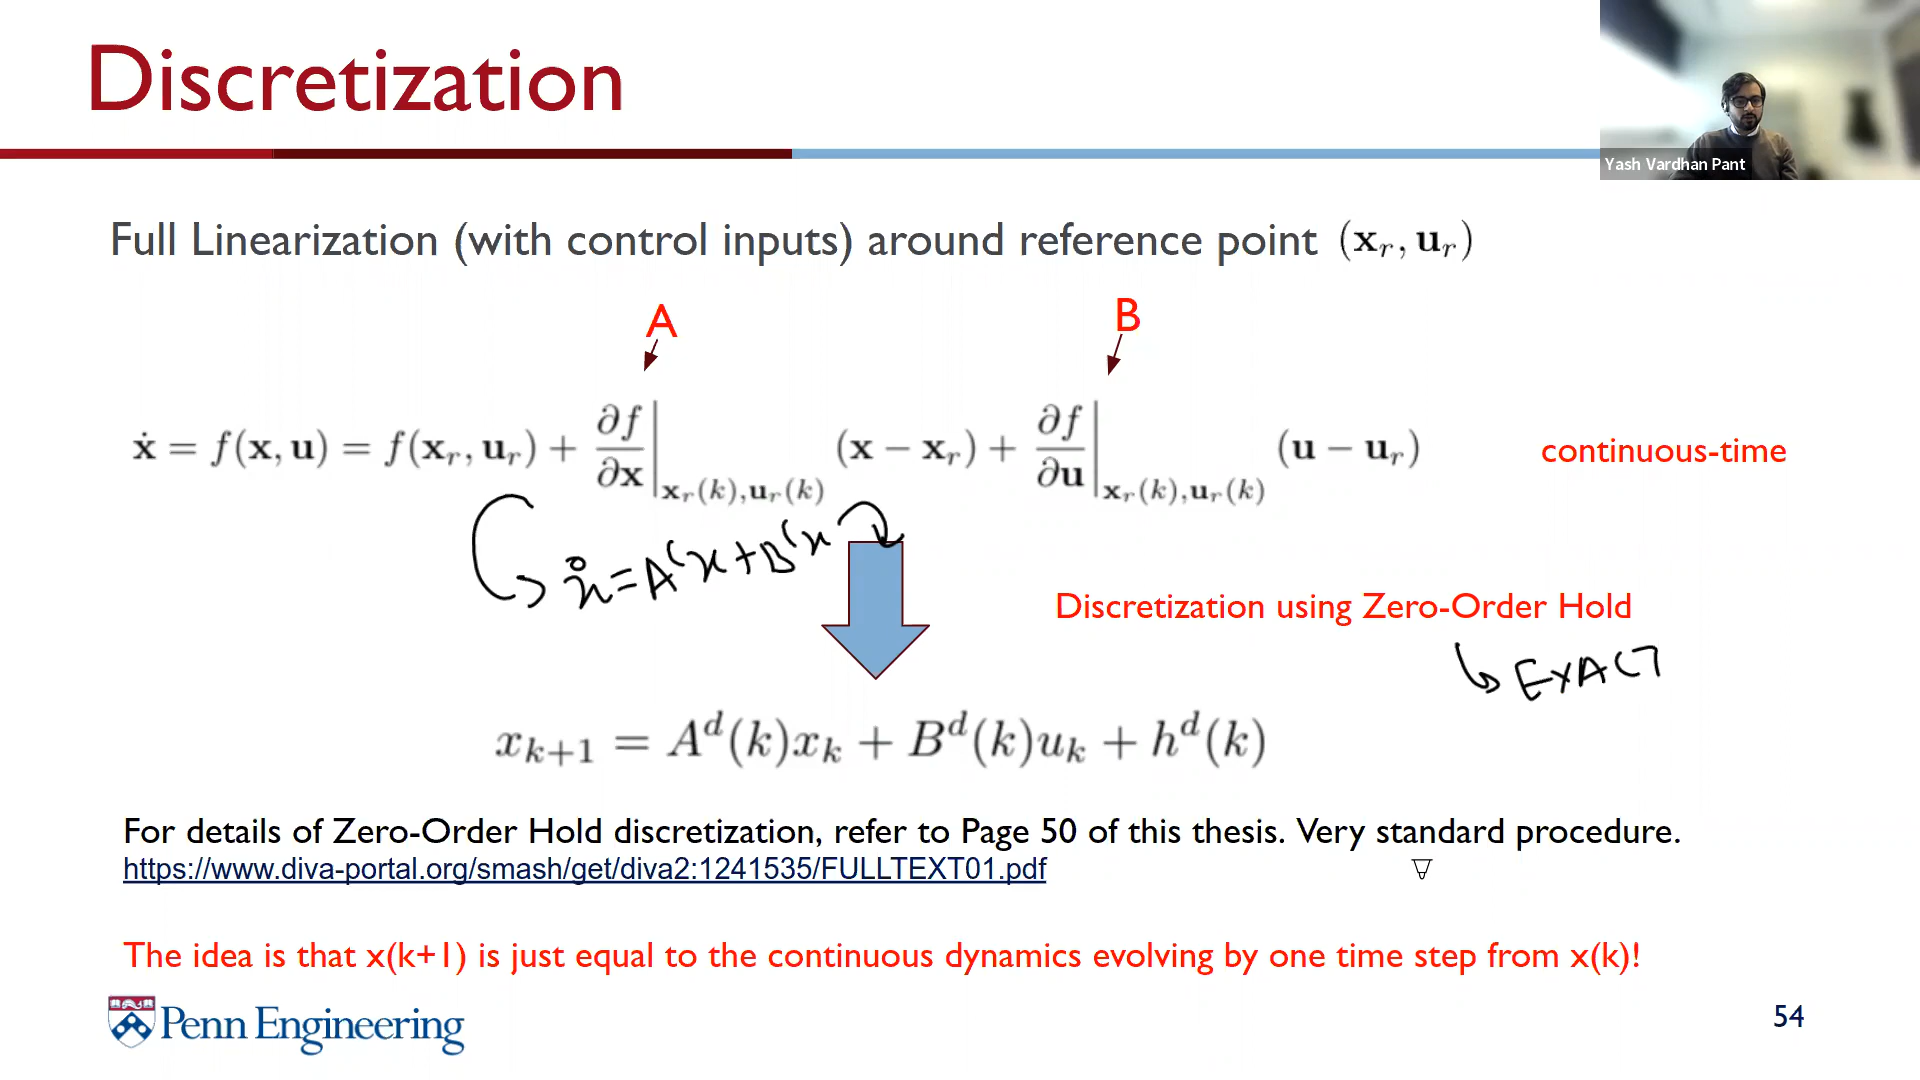 Discretization
Yash Vardhan Pant
Full Linearization (with control inputs) around reference point (x_r, u_r)
A
B
ẋ = f(x, u) = f(x_r, u_r) + ∂f/∂x|x_r(k),u_r(k) (x − x_r) + ∂f/∂u|x_r(k),u_r(k) (u − u_r)
continuous-time
ẋ = A'x + B'x
Discretization using Zero-Order Hold
EXACT
x_{k+1} = A^d(k)x_k + B^d(k)u_k + h^d(k)
For details of Zero-Order Hold discretization, refer to Page 50 of this thesis. Very standard procedure.
https://www.diva-portal.org/smash/get/diva2:1241535/FULLTEXT01.pdf
The idea is that x(k+1) is just equal to the continuous dynamics evolving by one time step from x(k)!
Penn Engineering
54